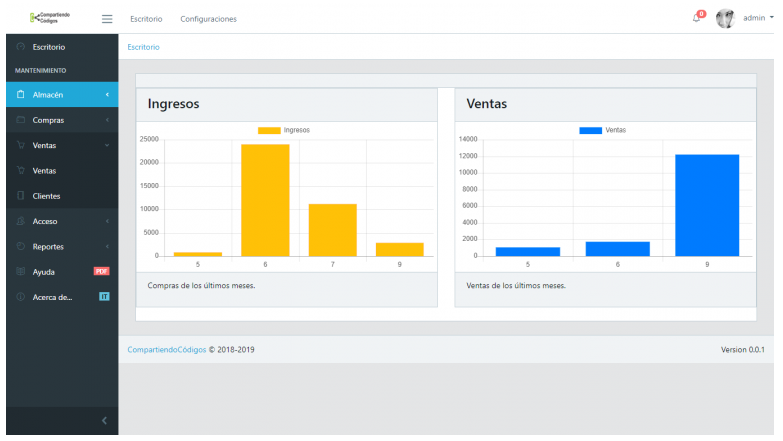 Compartiendo
Códigos
Escritorio
Configuraciones
0
admin
Escritorio
MANTENIMIENTO
Almacén
Compras
Ventas
Ventas
Clientes
Acceso
Reportes
Ayuda
PDF
Acerca de...
IT
Escritorio
Ingresos
Ingresos
25000
20000
15000
10000
5000
0
5
6
7
9
Compras de los últimos meses.
Ventas
Ventas
14000
12000
10000
8000
6000
4000
2000
0
5
6
9
Ventas de los últimos meses.
CompartiendoCódigos © 2018-2019
Version 0.0.1